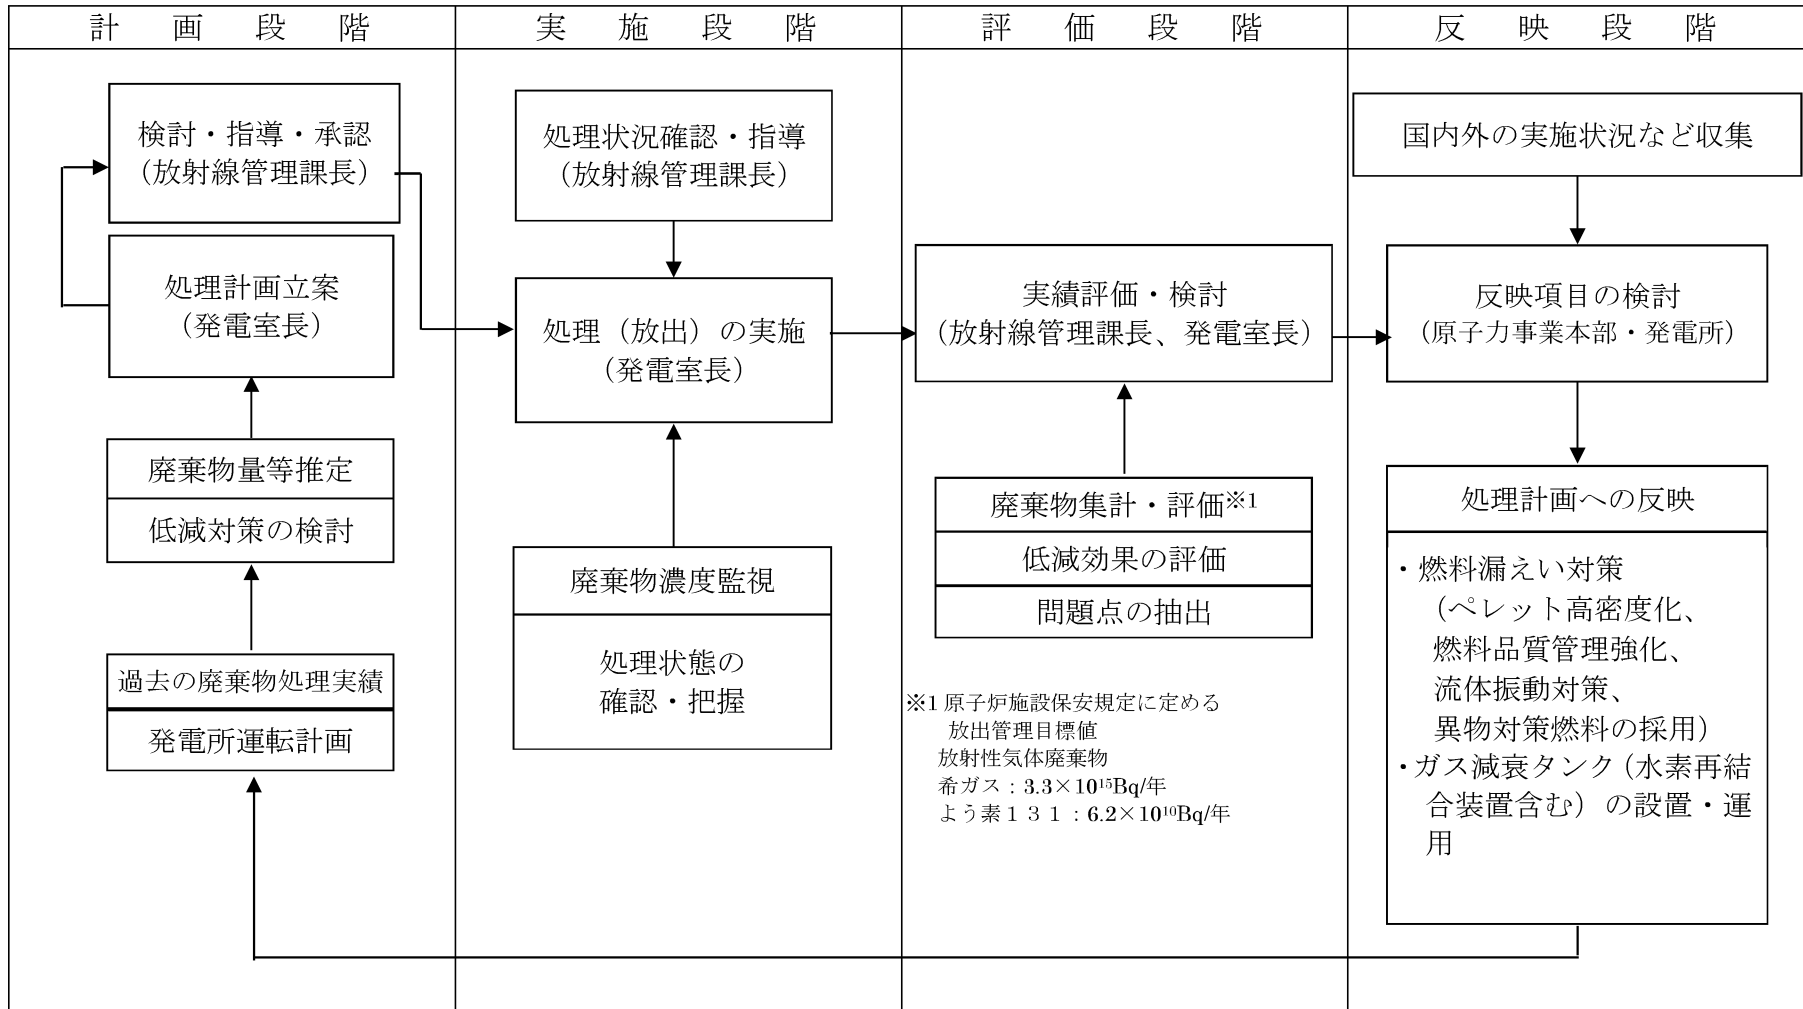 計画段階
検討・指導・承認
（放射線管理課長）
処理計画立案
（発電室長）
廃棄物量等推定
低減対策の検討
過去の廃棄物処理実績
発電所運転計画
実施段階
処理状況確認・指導
（放射線管理課長）
処理（放出）の実施
（発電室長）
廃棄物濃度監視
処理状態の
確認・把握
評価段階
実績評価・検討
（放射線管理課長、発電室長）
廃棄物集計・評価※1
低減効果の評価
問題点の抽出
※1 原子炉施設保安規定に定める
放出管理目標値
放射性気体廃棄物
希ガス：3.3×10¹⁵Bq/年
よう素１３１：6.2×10¹⁰Bq/年
反映段階
国内外の実施状況など収集
反映項目の検討
（原子力事業本部・発電所）
処理計画への反映
・燃料漏えい対策
（ペレット高密度化、
燃料品質管理強化、
流体振動対策、
異物対策燃料の採用）
・ガス減衰タンク（水素再結
合装置含む）の設置・運
用